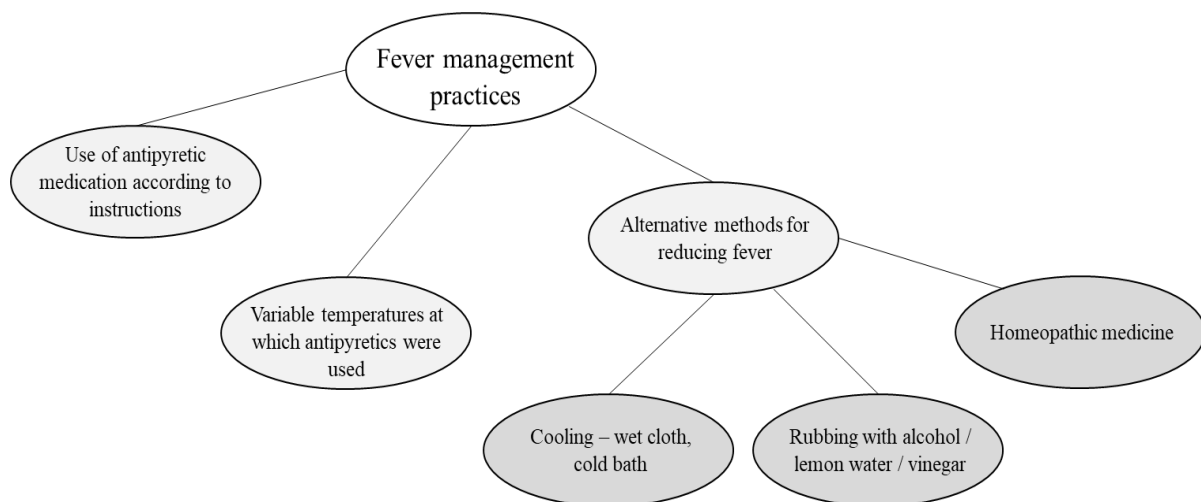 Fever management
practices
Use of antipyretic
medication according to
instructions
Alternative methods for
reducing fever
Variable temperatures at
which antipyretics were
used
Homeopathic medicine
Cooling – wet cloth,
cold bath
Rubbing with alcohol /
lemon water / vinegar